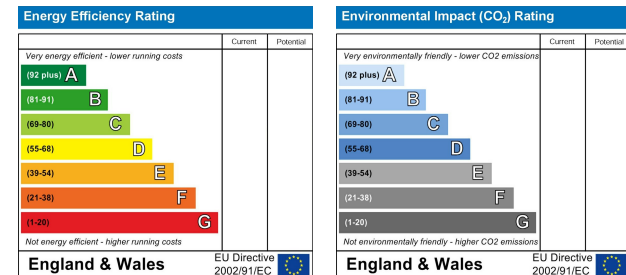 Energy Efficiency Rating
Current Potential
Very energy efficient - lower running costs
(92 plus) A
(81-91) B
(69-80) C
(55-68) D
(39-54) E
(21-38) F
(1-20) G
Not energy efficient - higher running costs
England & Wales
EU Directive
2002/91/EC
Environmental Impact (CO₂) Rating
Current Potential
Very environmentally friendly - lower CO2 emissions
(92 plus) A
(81-91) B
(69-80) C
(55-68) D
(39-54) E
(21-38) F
(1-20) G
Not environmentally friendly - higher CO2 emissions
England & Wales
EU Directive
2002/91/EC